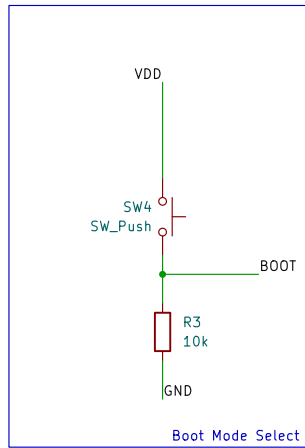 VDD
SW4
SW_Push
BOOT
R3
10k
GND
Boot Mode Select